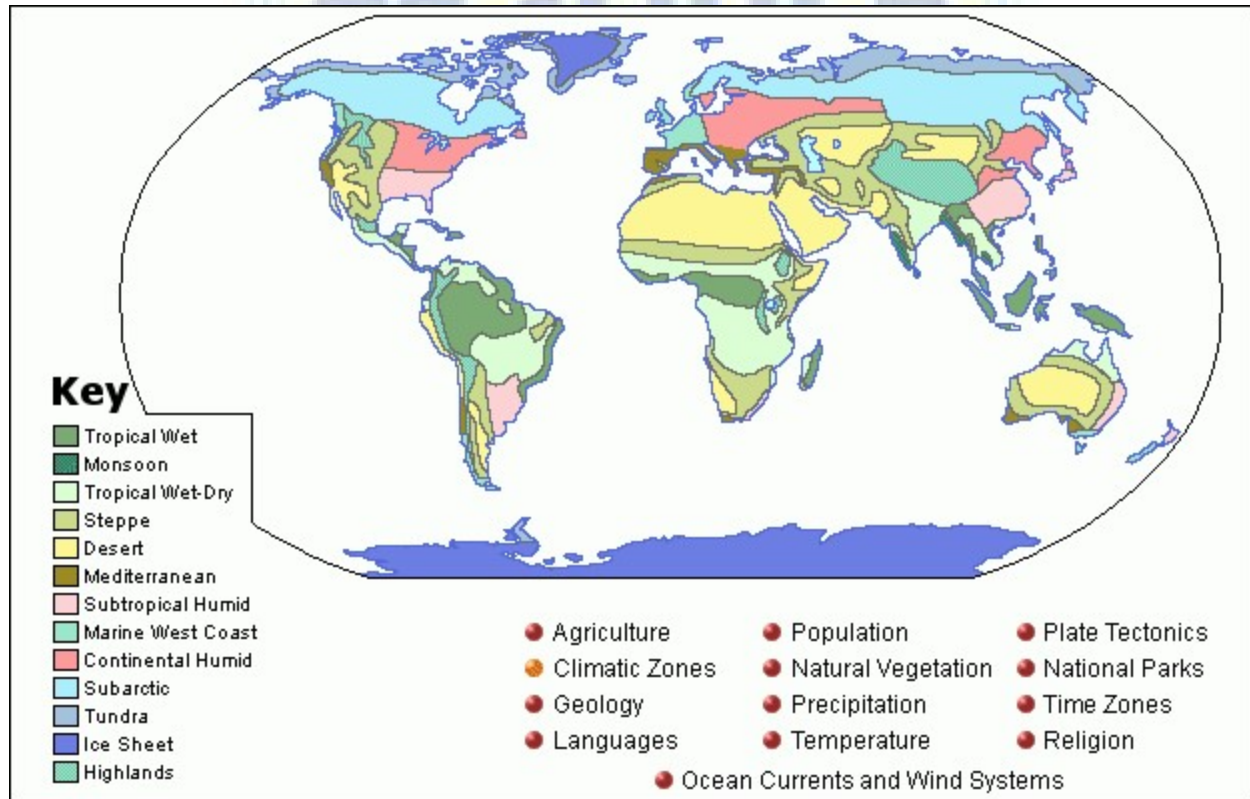 Key
Tropical Wet
Monsoon
Tropical Wet-Dry
Steppe
Desert
Mediterranean
Subtropical Humid
Marine West Coast
Continental Humid
Subarctic
Tundra
Ice Sheet
Highlands
Agriculture
Population
Plate Tectonics
Climatic Zones
Natural Vegetation
National Parks
Geology
Precipitation
Time Zones
Languages
Temperature
Religion
Ocean Currents and Wind Systems